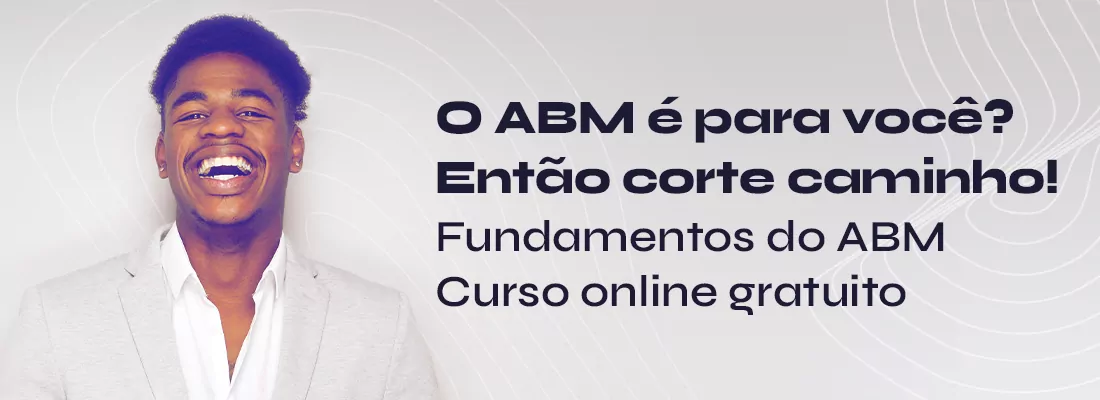 O ABM é para você?
Então corte caminho!
Fundamentos do ABM
Curso online gratuito